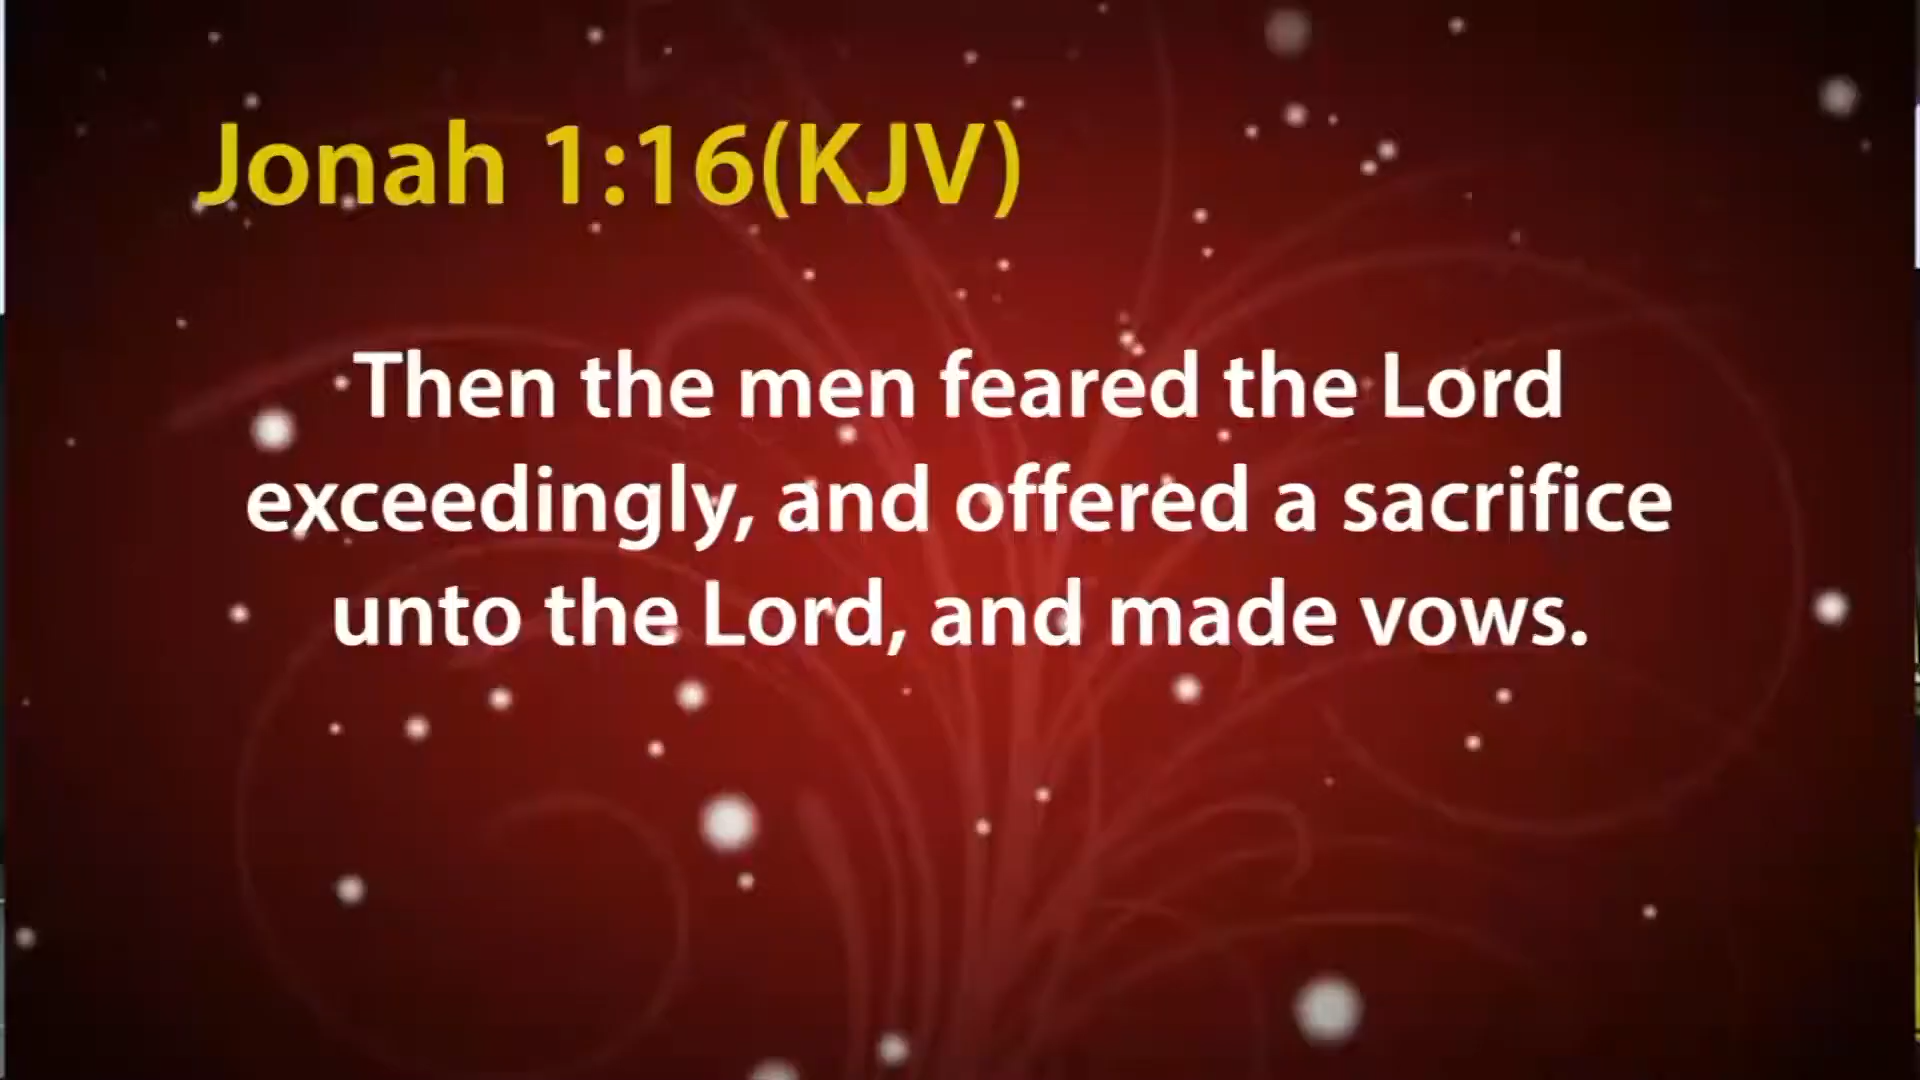 Jonah 1:16(KJV)
Then the men feared the Lord
exceedingly, and offered a sacrifice
unto the Lord, and made vows.